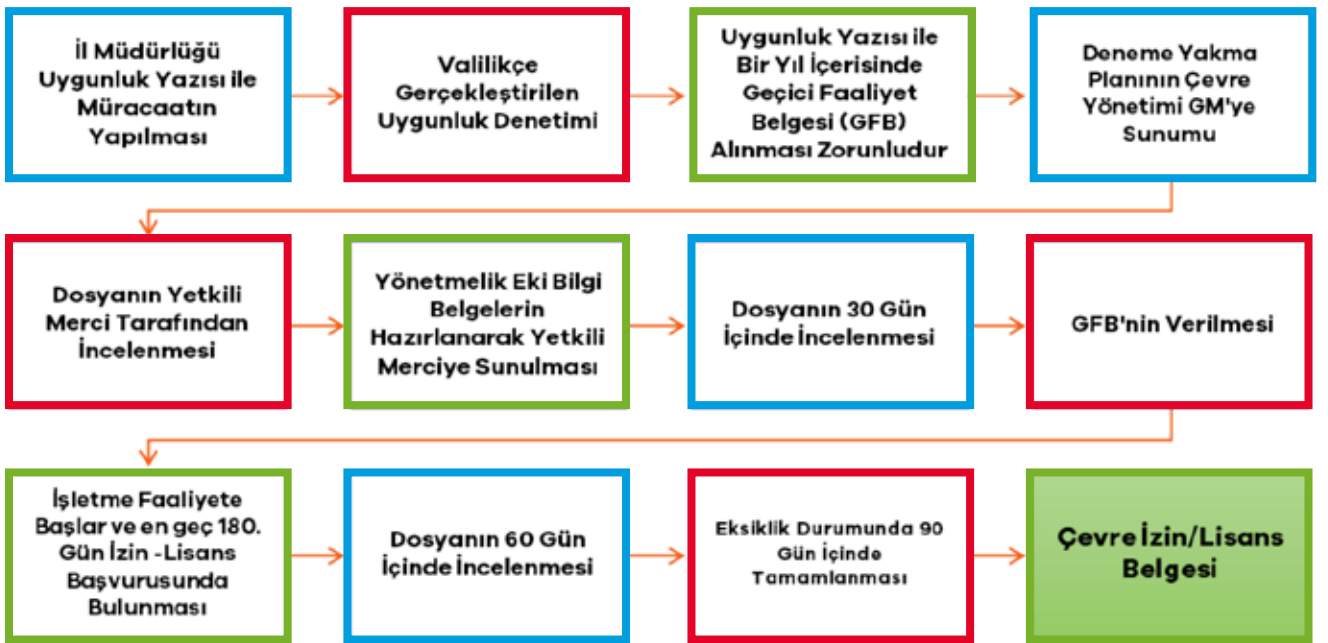 İl Müdürlüğü
Uygunluk Yazısı ile
Müracaatın
Yapılması
Valilikçe
Gerçekleştirilen
Uygunluk Denetimi
Uygunluk Yazısı ile
Bir Yıl İçerisinde
Geçici Faaliyet
Belgesi (GFB)
Alınması Zorunludur
Deneme Yakma
Planının Çevre
Yönetimi GM'ye
Sunumu
Dosyanın Yetkili
Merci Tarafından
İncelenmesi
Yönetmelik Eki Bilgi
Belgelerin
Hazırlanarak Yetkili
Merciye Sunulması
Dosyanın 30 Gün
İçinde İncelenmesi
GFB'nin Verilmesi
İşletme Faaliyete
Başlar ve en geç 180.
Gün İzin -Lisans
Başvurusunda
Bulunması
Dosyanın 60 Gün
İçinde İncelenmesi
Eksiklik Durumunda 90
Gün İçinde
Tamamlanması
Çevre İzin/Lisans
Belgesi